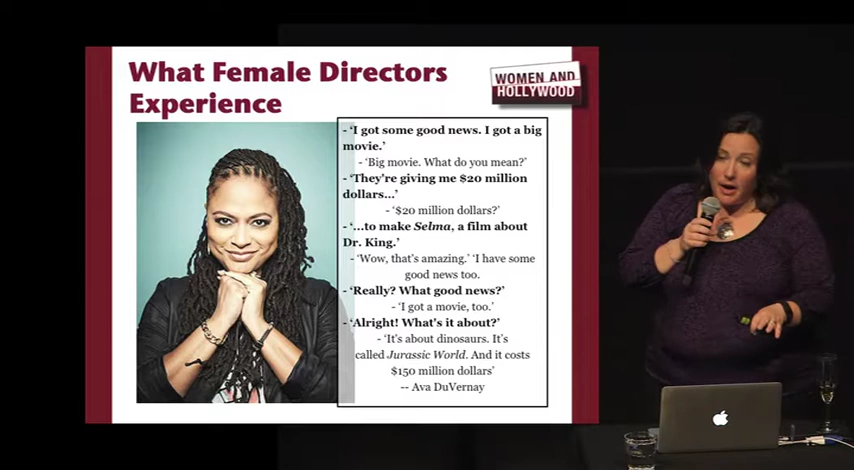 What Female Directors
Experience
WOMEN AND
HOLLYWOOD
- ‘I got some good news. I got a big
movie.’
- ‘Big movie. What do you mean?’
- ‘They're giving me $20 million
dollars...’
- ‘$20 million dollars?’
- ‘...to make Selma, a film about
Dr. King.’
- ‘Wow, that's amazing.’ ‘I have some
good news too.
- ‘Really? What good news?’
- ‘I got a movie, too.’
- ‘Alright! What's it about?’
- ‘It's about dinosaurs. It's
called Jurassic World. And it costs
$150 million dollars’
-- Ava DuVernay